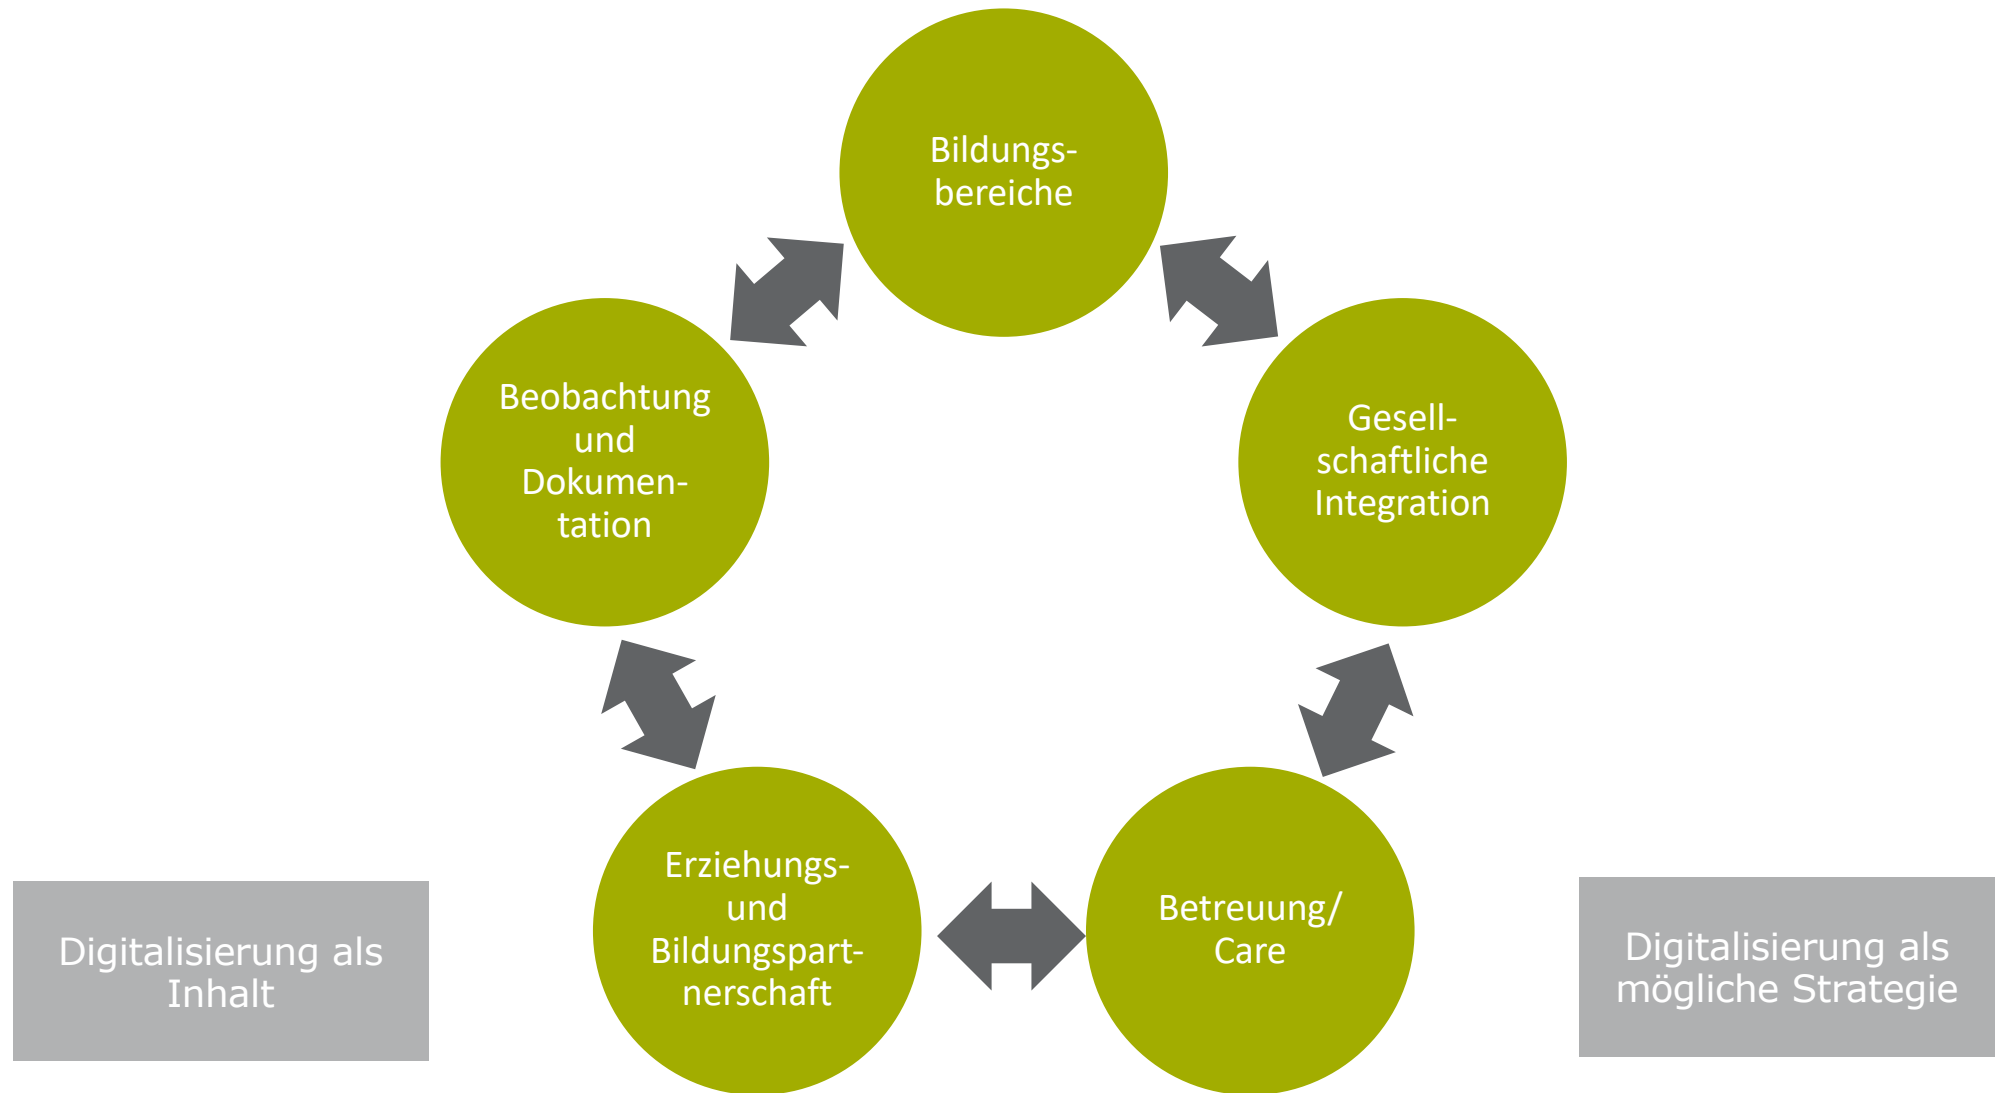 Bildungs-
bereiche
Beobachtung
und
Dokumen-
tation
Gesell-
schaftliche
Integration
Erziehungs-
und
Bildungspart-
nerschaft
Betreuung/
Care
Digitalisierung als
Inhalt
Digitalisierung als
mögliche Strategie